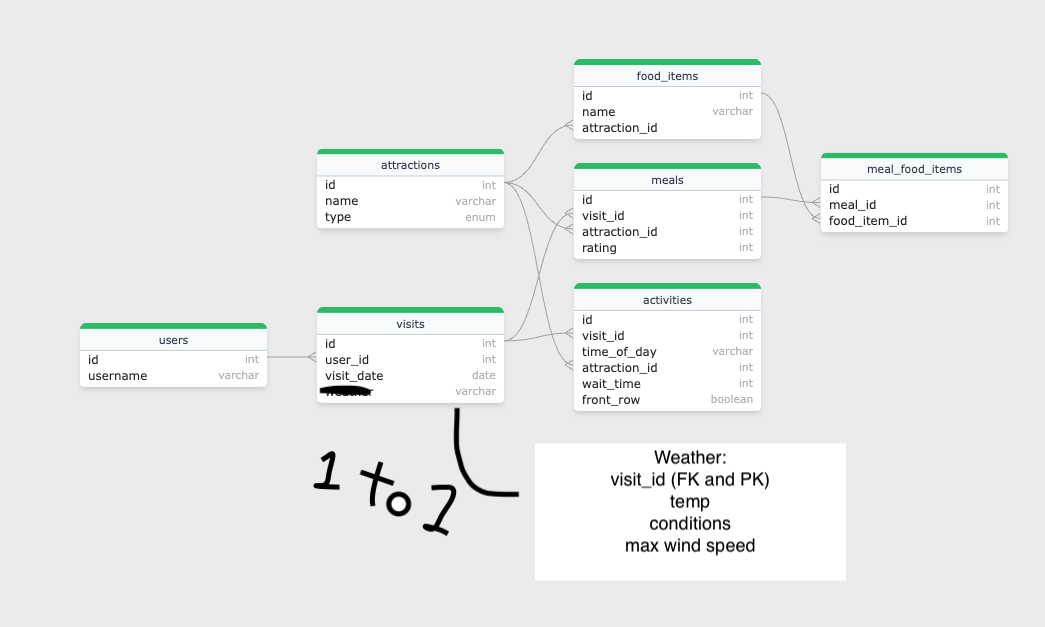 food_items
id int
name varchar
attraction_id
attractions
id int
name varchar
type enum
meals
id int
visit_id int
attraction_id int
rating int
meal_food_items
id int
meal_id int
food_item_id int
activities
id int
visit_id int
time_of_day varchar
attraction_id int
wait_time int
front_row boolean
users
id int
username varchar
visits
id int
user_id int
visit_date date
varchar
1 to 1
Weather:
visit_id (FK and PK)
temp
conditions
max wind speed